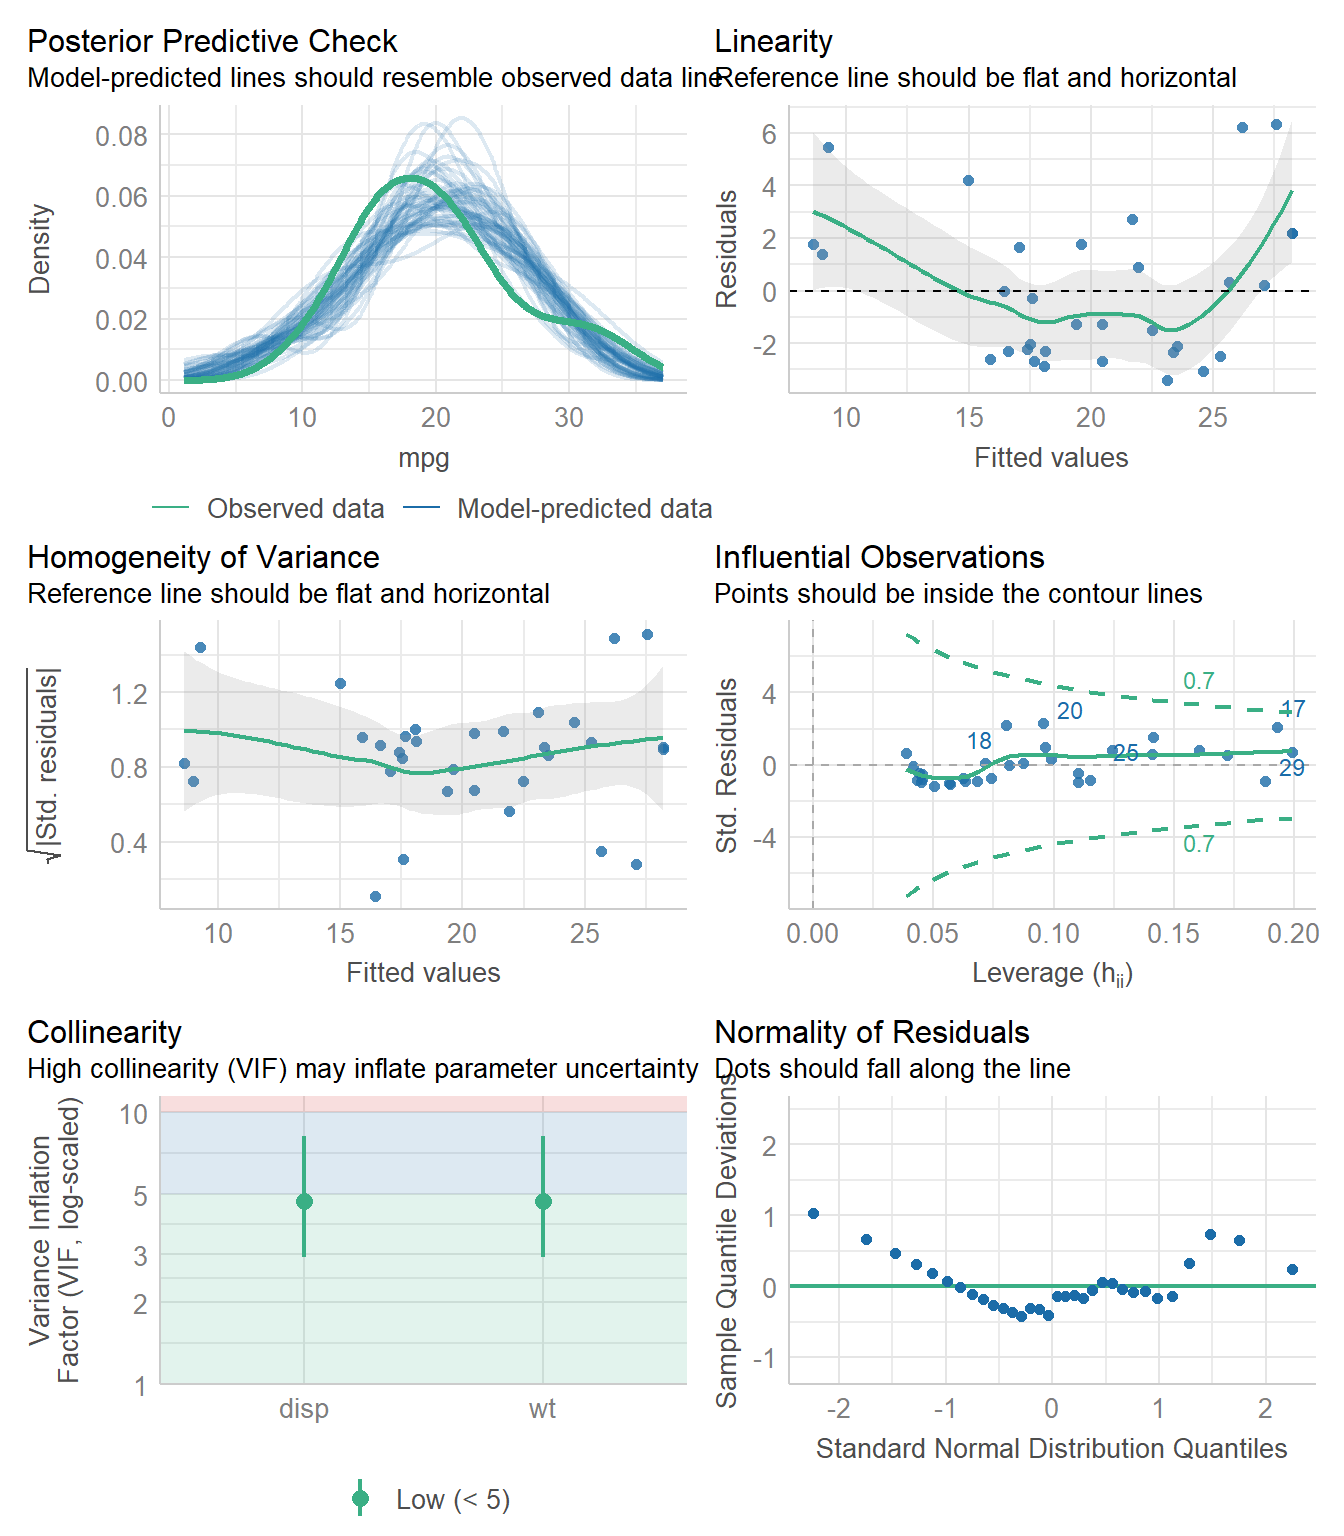 Posterior Predictive Check
Model-predicted lines should resemble observed data line
Density
0.08
0.06
0.04
0.02
0.00
0
10
20
30
mpg
Observed data
Model-predicted data
Linearity
Reference line should be flat and horizontal
Residuals
6
4
2
0
-2
10
15
20
25
Fitted values
Homogeneity of Variance
Reference line should be flat and horizontal
√|Std. residuals|
1.2
0.8
0.4
10
15
20
25
Fitted values
Influential Observations
Points should be inside the contour lines
Std. Residuals
4
0
-4
0.7
17
20
18
25
29
0.7
0.00
0.05
0.10
0.15
0.20
Leverage (hii)
Collinearity
High collinearity (VIF) may inflate parameter uncertainty
Variance Inflation
Factor (VIF, log-scaled)
10
5
3
2
1
disp
wt
Low (< 5)
Normality of Residuals
Dots should fall along the line
Sample Quantile Deviations
2
1
0
-1
-2
-1
0
1
2
Standard Normal Distribution Quantiles